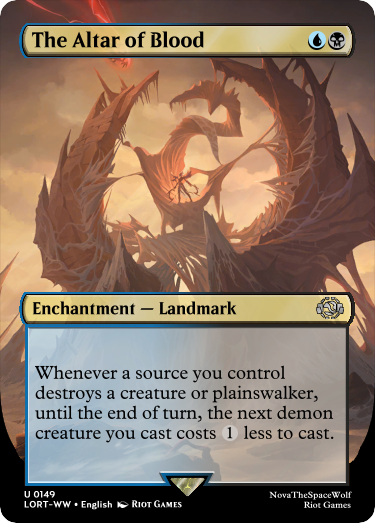 The Altar of Blood
Enchantment — Landmark
Whenever a source you control
destroys a creature or plainswalker,
until the end of turn, the next demon
creature you cast costs 1 less to cast.
U 0149
LORT-WW • English Riot Games
NovaTheSpaceWolf
Riot Games